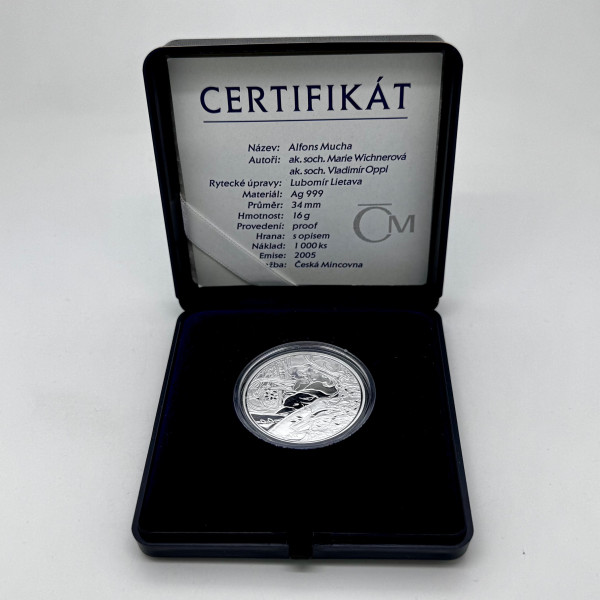 CERTIFIKÁT
Název: Alfons Mucha
Autoři: ak. soch. Marie Wichnerová
ak. soch. Vladimír Oppl
Rytecké úpravy: Lubomír Lietava
Materiál: Ag 999
Průměr: 34 mm
Hmotnost: 16 g
Provedení: proof
Hrana: s opisem
Náklad: 1 000 ks
Emise: 2005
žba: Česká Mincovna
ČM